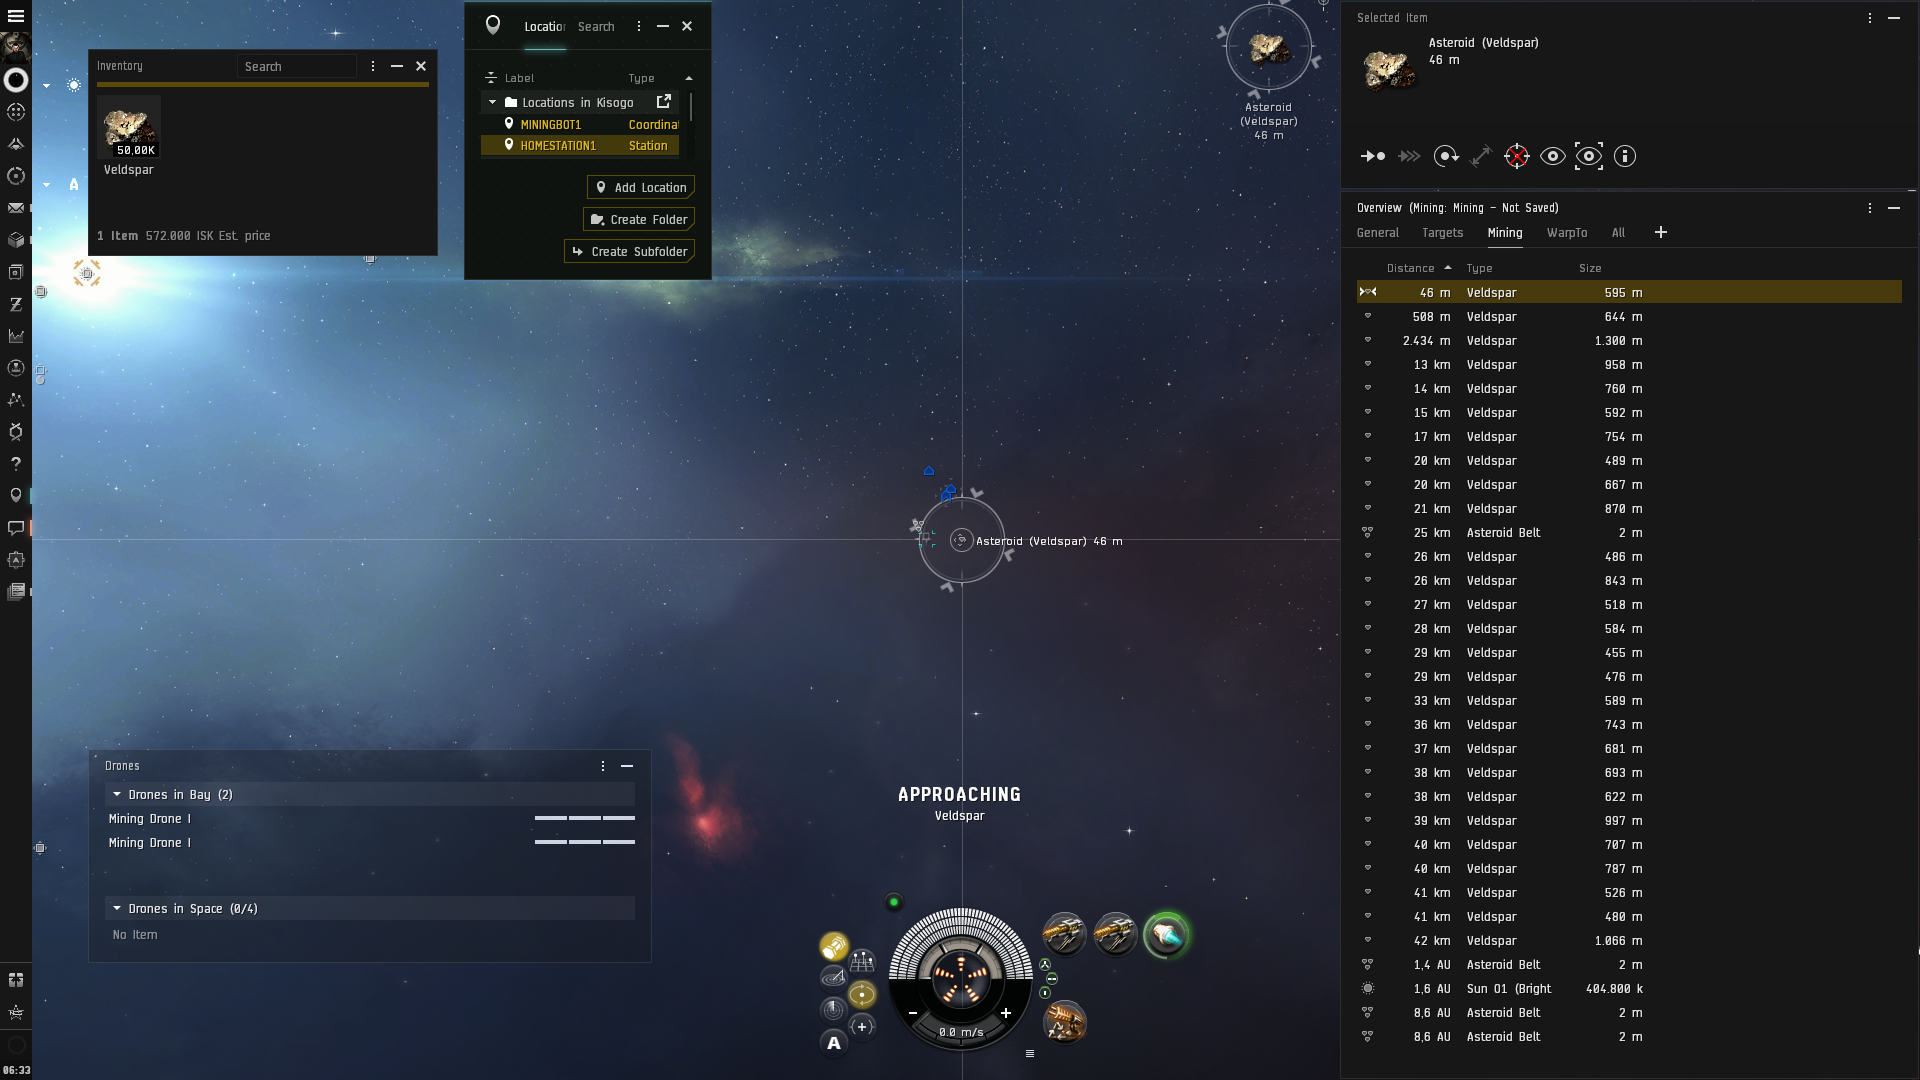 Inventory
Search
50,00K
Veldspar
1 Item 572.000 ISK Est. price
Locatio
Search
Label Type
Locations in Kisogo
MININGBOT1 Coordina
HOMESTATION1 Station
Add Location
Create Folder
Create Subfolder
Asteroid
(Veldspar)
46 m
Selected Item
Asteroid (Veldspar)
46 m
Overview (Mining: Mining - Not Saved)
General Targets Mining WarpTo All +
Distance Type Size
46 m Veldspar 595 m
508 m Veldspar 644 m
2.434 m Veldspar 1.300 m
13 km Veldspar 958 m
14 km Veldspar 760 m
15 km Veldspar 592 m
17 km Veldspar 754 m
20 km Veldspar 489 m
20 km Veldspar 667 m
21 km Veldspar 870 m
25 km Asteroid Belt 2 m
26 km Veldspar 486 m
26 km Veldspar 843 m
27 km Veldspar 518 m
28 km Veldspar 584 m
29 km Veldspar 455 m
29 km Veldspar 476 m
33 km Veldspar 589 m
36 km Veldspar 743 m
37 km Veldspar 681 m
38 km Veldspar 693 m
38 km Veldspar 622 m
39 km Veldspar 997 m
40 km Veldspar 707 m
40 km Veldspar 787 m
41 km Veldspar 526 m
41 km Veldspar 480 m
42 km Veldspar 1.066 m
1,4 AU Asteroid Belt 2 m
1,6 AU Sun O1 (Bright 404.800 k
8,6 AU Asteroid Belt 2 m
8,6 AU Asteroid Belt 2 m
Asteroid (Veldspar) 46 m
Drones
Drones in Bay (2)
Mining Drone I
Mining Drone I
Drones in Space (0/4)
No Item
APPROACHING
Veldspar
0.0 m/s
A
A
06:33